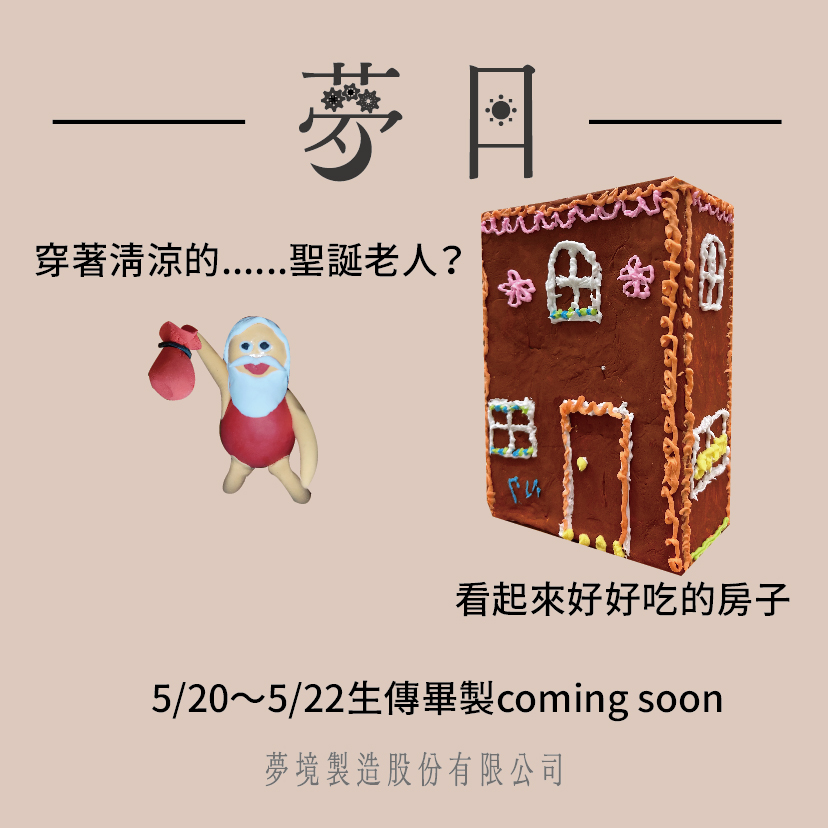 夢日
穿著清涼的......聖誕老人？
看起來好好吃的房子
5/20～5/22生傳畢製coming soon
夢境製造股份有限公司